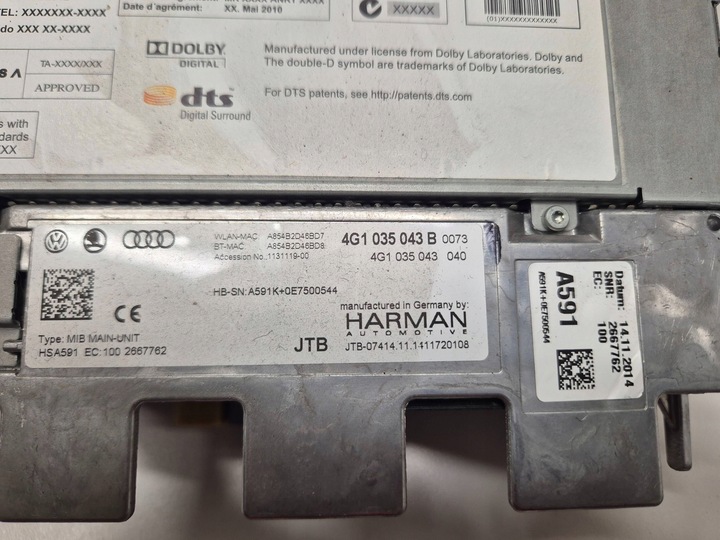 TEL: XXXXXXX-XXXX
do XXX XX-XXXX
Date d'agrément: XX. Mai 2010
XXXXX
(01)XXXXXXXXXXXXX
TA-XXXX/XXX
APPROVED
s with
dards
XX
DOLBY
DIGITAL
Manufactured under license from Dolby Laboratories. Dolby and
The double-D symbol are trademarks of Dolby Laboratories.
dts
Digital Surround
For DTS patents, see http://patents.dts.com
WLAN-MAC: A854B2D46BD7
BT-MAC: A854B2D46BD8
Accession No.:1131119-00
4G1 035 043 B 0073
4G1 035 043 040
HB-SN:A591K+0E7500544
CE
manufactured in Germany by:
HARMAN
AUTOMOTIVE
Type: MIB MAIN-UNIT
HSA591 EC:100 2667762
JTB
JTB-07414.11.1411720108
Datum: 14.11.2014
SNR: 2667762
EC: 100
A591
A591K+0E7500544